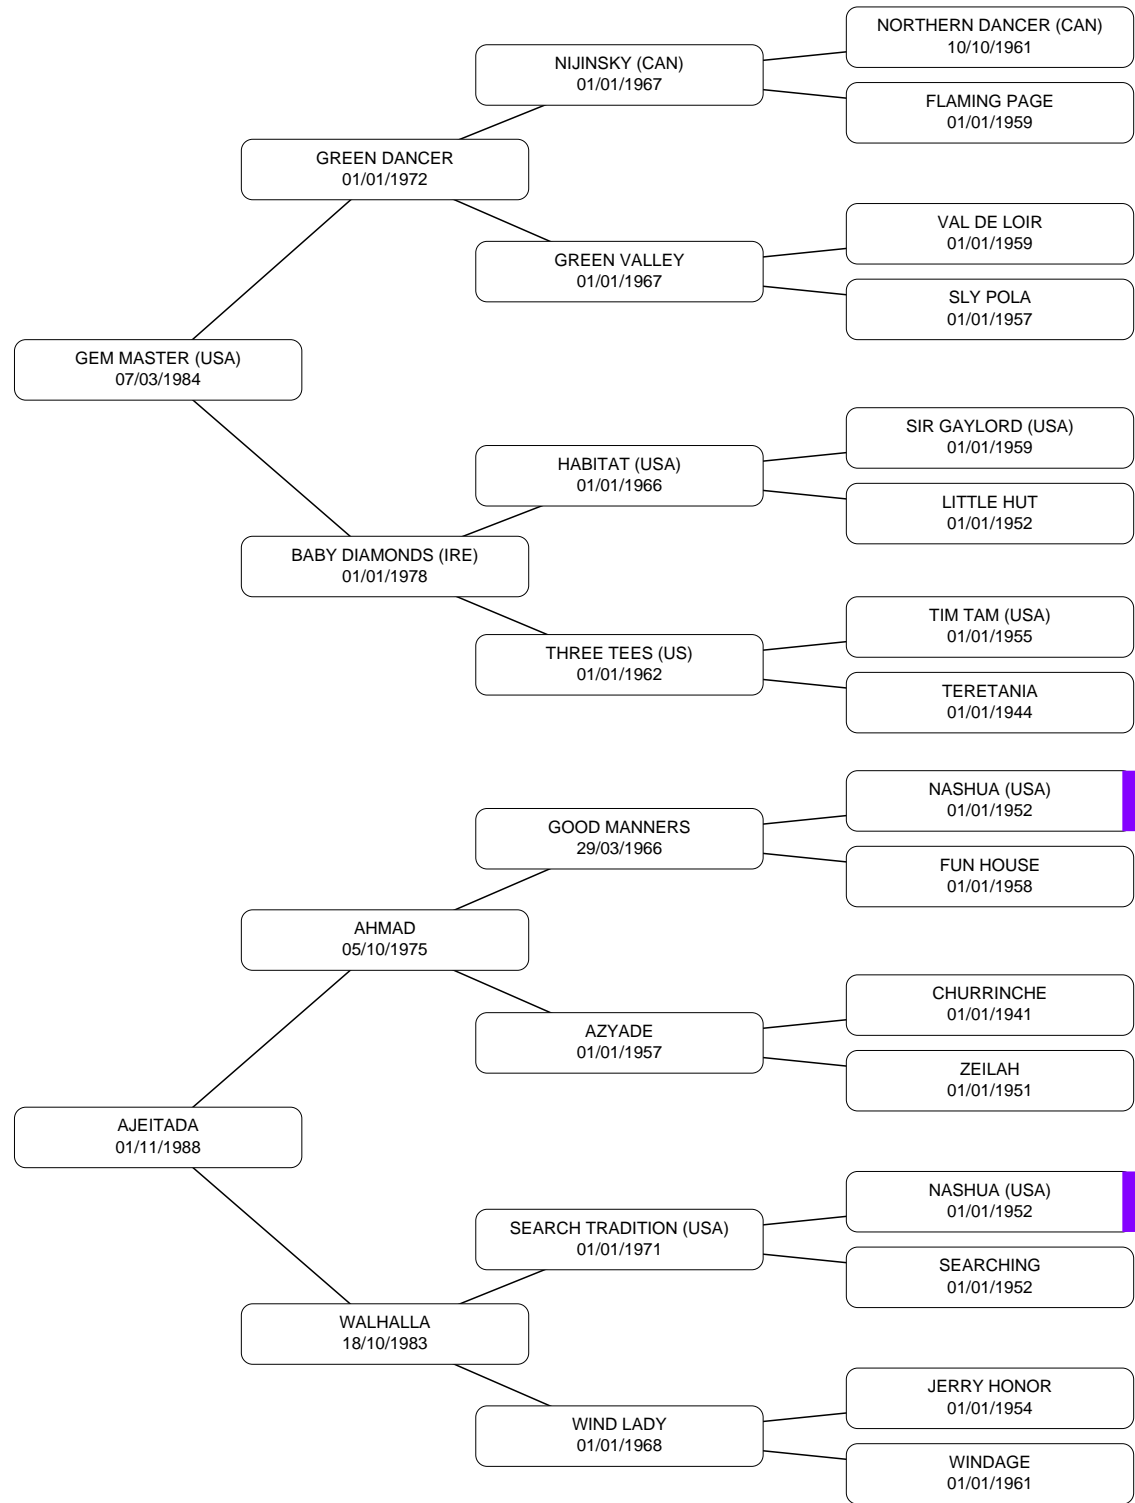 NORTHERN DANCER (CAN)
10/10/1961
NIJINSKY (CAN)
01/01/1967
FLAMING PAGE
01/01/1959
GREEN DANCER
01/01/1972
VAL DE LOIR
01/01/1959
GREEN VALLEY
01/01/1967
SLY POLA
01/01/1957
GEM MASTER (USA)
07/03/1984
SIR GAYLORD (USA)
01/01/1959
HABITAT (USA)
01/01/1966
LITTLE HUT
01/01/1952
BABY DIAMONDS (IRE)
01/01/1978
TIM TAM (USA)
01/01/1955
THREE TEES (US)
01/01/1962
TERETANIA
01/01/1944
NASHUA (USA)
01/01/1952
GOOD MANNERS
29/03/1966
FUN HOUSE
01/01/1958
AHMAD
05/10/1975
CHURRINCHE
01/01/1941
AZYADE
01/01/1957
ZEILAH
01/01/1951
AJEITADA
01/11/1988
NASHUA (USA)
01/01/1952
SEARCH TRADITION (USA)
01/01/1971
SEARCHING
01/01/1952
WALHALLA
18/10/1983
JERRY HONOR
01/01/1954
WIND LADY
01/01/1968
WINDAGE
01/01/1961